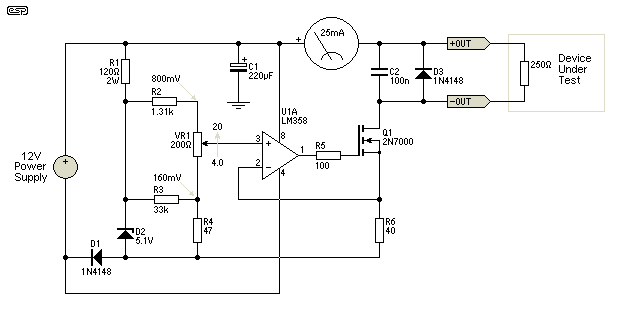 esp
25mA
+OUT
-OUT
250Ω
Device
Under
Test
R1
120Ω
2W
C1
220µF
C2
100n
D3
1N4148
800mV
R2
1.31k
VR1
200Ω
20
4.0
U1A
LM358
3
8
2
4
1
+
-
R5
100
Q1
2N7000
12V
Power
Supply
+
160mV
R3
33k
R4
47
D2
5.1V
D1
1N4148
R6
40
+
+